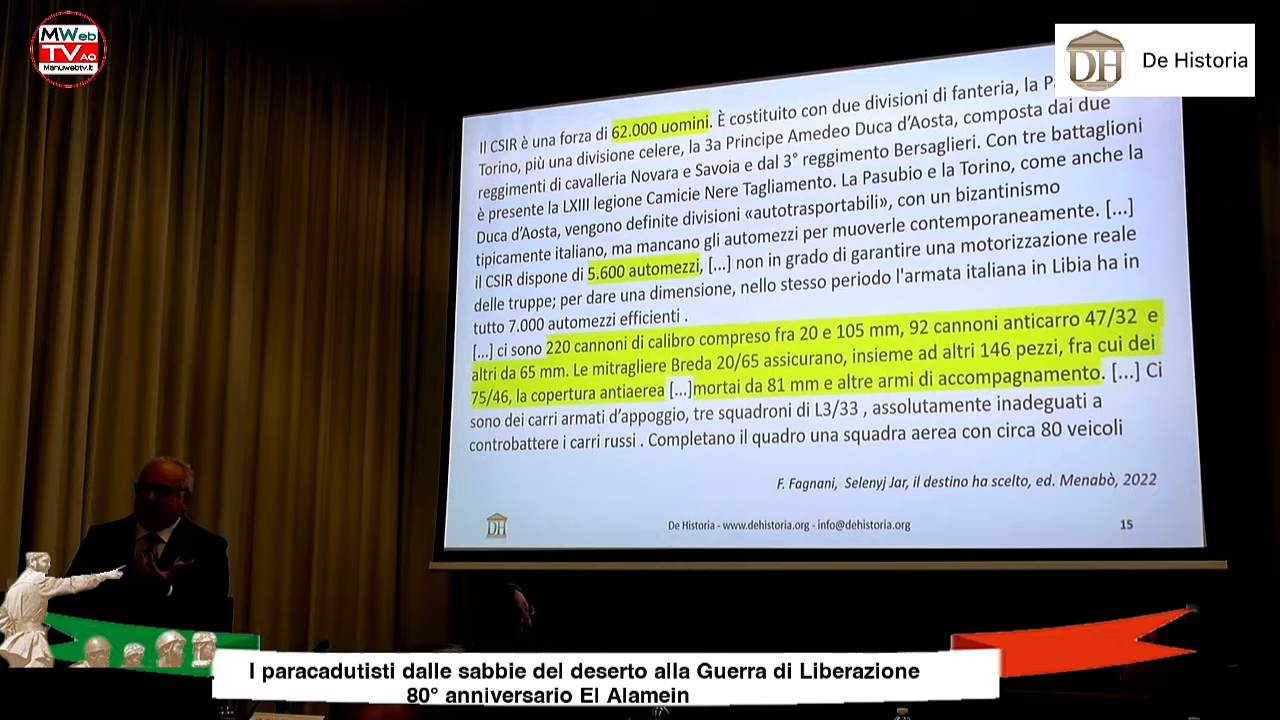 MWeb
TV AQ
Manuwebtv.it
DH
De Historia
Il CSIR è una forza di 62.000 uomini. È costituito con due divisioni di fanteria, la
Torino, più una divisione celere, la 3a Principe Amedeo Duca d'Aosta, composta dai due
reggimenti di cavalleria Novara e Savoia e dal 3° reggimento Bersaglieri. Con tre battaglioni
è presente la LXIII legione Camicie Nere Tagliamento. La Pasubio e la Torino, come anche la
Duca d'Aosta, vengono definite divisioni «autotrasportabili», con un bizantinismo
tipicamente italiano, ma mancano gli automezzi per muoverle contemporaneamente. [...]
il CSIR dispone di 5.600 automezzi, [...] non in grado di garantire una motorizzazione reale
delle truppe; per dare una dimensione, nello stesso periodo l'armata italiana in Libia ha in
tutto 7.000 automezzi efficienti .
[...] ci sono 220 cannoni di calibro compreso fra 20 e 105 mm, 92 cannoni anticarro 47/32 e
altri da 65 mm. Le mitragliere Breda 20/65 assicurano, insieme ad altri 146 pezzi, fra cui dei
75/46, la copertura antiaerea [...]mortai da 81 mm e altre armi di accompagnamento. [...] Ci
sono dei carri armati d'appoggio, tre squadroni di L3/33 , assolutamente inadeguati a
controbattere i carri russi . Completano il quadro una squadra aerea con circa 80 veicoli
F. Fagnani, Selenyj Jar, il destino ha scelto, ed. Menabò, 2022
DH
De Historia - www.dehistoria.org - info@dehistoria.org
15
I paracadutisti dalle sabbie del deserto alla Guerra di Liberazione
80° anniversario El Alamein